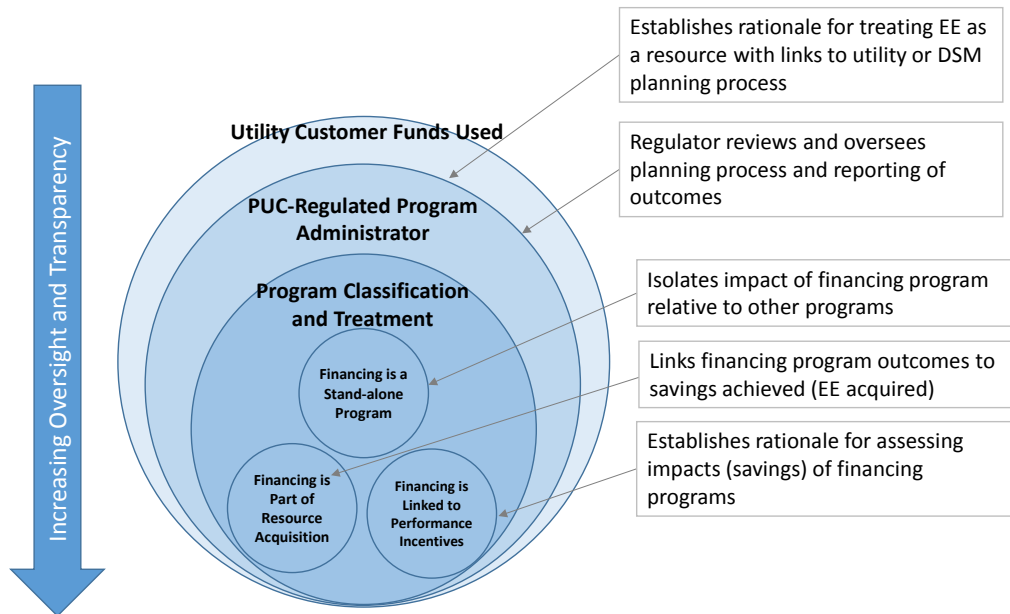 Increasing Oversight and Transparency
Utility Customer Funds Used
PUC-Regulated Program
Administrator
Program Classification
and Treatment
Financing is a
Stand-alone
Program
Financing is
Part of
Resource
Acquisition
Financing is
Linked to
Performance
Incentives
Establishes rationale for treating EE as
a resource with links to utility or DSM
planning process
Regulator reviews and oversees
planning process and reporting of
outcomes
Isolates impact of financing program
relative to other programs
Links financing program outcomes to
savings achieved (EE acquired)
Establishes rationale for assessing
impacts (savings) of financing
programs